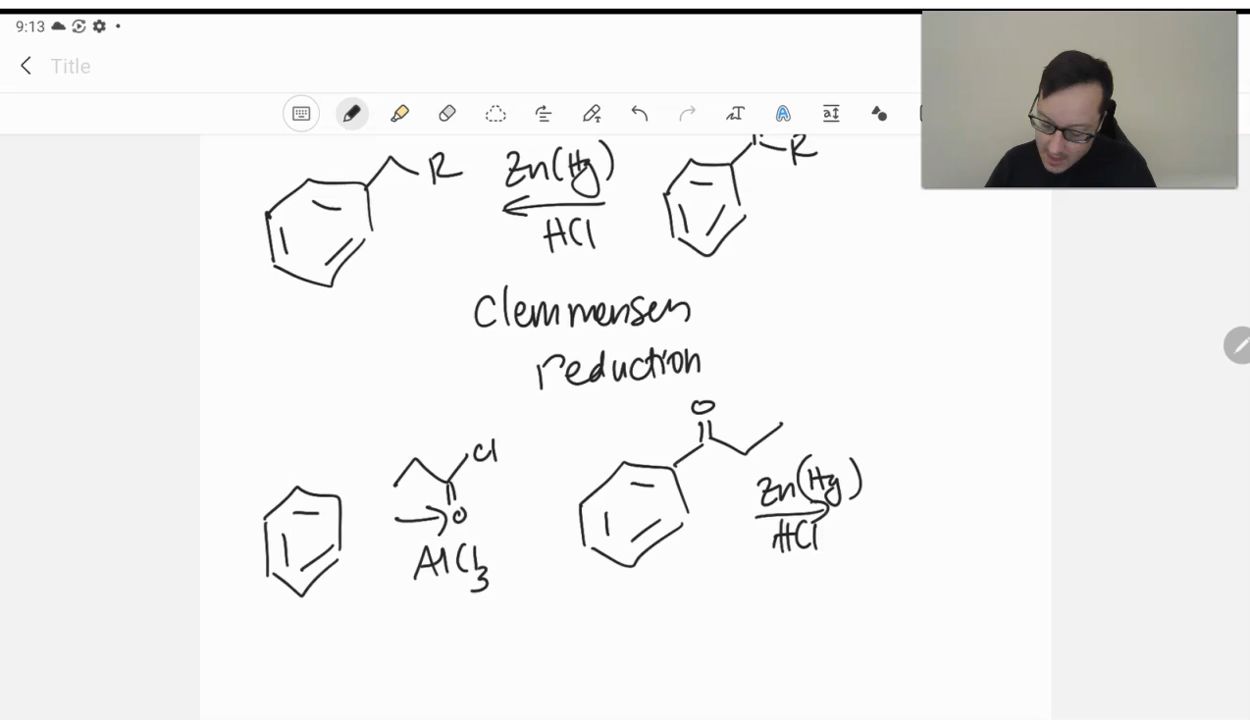 9:13
Title
R Zn(Hg) R
HCl
Clemmensen
reduction
O
Cl
Zn(Hg)
O
HCl
AlCl3